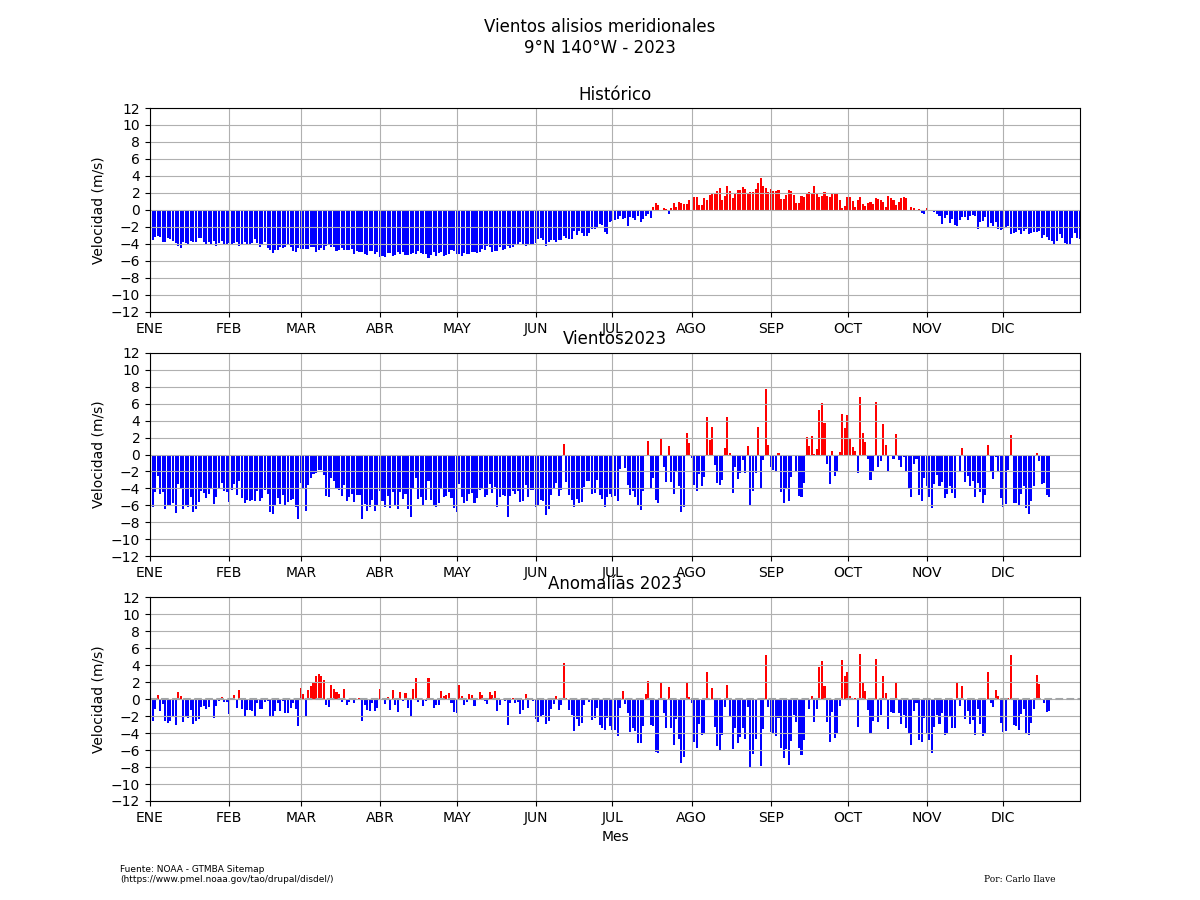 Vientos alisios meridionales
9°N 140°W - 2023
Histórico
Velocidad (m/s)
12
10
8
6
4
2
0
−2
−4
−6
−8
−10
−12
ENE FEB MAR ABR MAY JUN JUL AGO SEP OCT NOV DIC
Vientos2023
Velocidad (m/s)
12
10
8
6
4
2
0
−2
−4
−6
−8
−10
−12
ENE FEB MAR ABR MAY JUN JUL AGO SEP OCT NOV DIC
Anomalías 2023
Velocidad (m/s)
12
10
8
6
4
2
0
−2
−4
−6
−8
−10
−12
ENE FEB MAR ABR MAY JUN JUL AGO SEP OCT NOV DIC
Mes
Fuente: NOAA - GTMBA Sitemap
(https://www.pmel.noaa.gov/tao/drupal/disdel/)
Por: Carlo Ilave